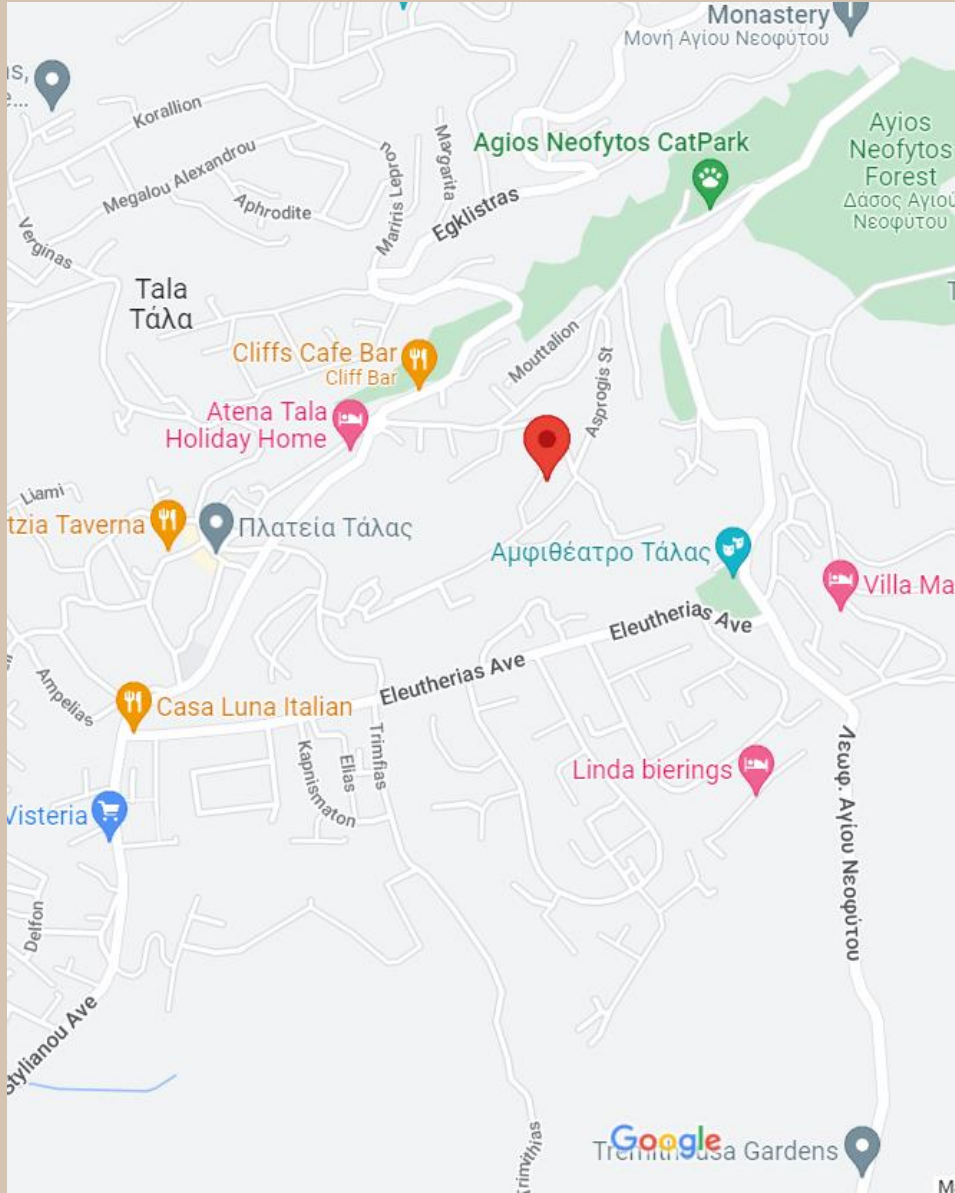 Monastery
Μονή Αγίου Νεοφύτου
Korallion
Agios Neofytos CatPark
Ayios
Neofytos
Forest
Δάσος Αγιού
Νεοφύτου
Megalou Alexandrou
Mariris Leprou
Margarita
Aphrodite
Egklistras
Verginas
Tala
Τάλα
Cliffs Cafe Bar
Cliff Bar
Mouttalion
Asprogis St
Atena Tala
Holiday Home
Liami
tzia Taverna
Πλατεία Τάλας
Αμφιθέατρο Τάλας
Villa Ma
Eleutherias Ave
Eleutherias Ave
Ampelias
Casa Luna Italian
Trimfias
Elias
Kapnismaton
Linda bierings
Λεωφ. Αγίου Νεοφύτου
Visteria
Delfon
Stylianou Ave
Google
Gardens